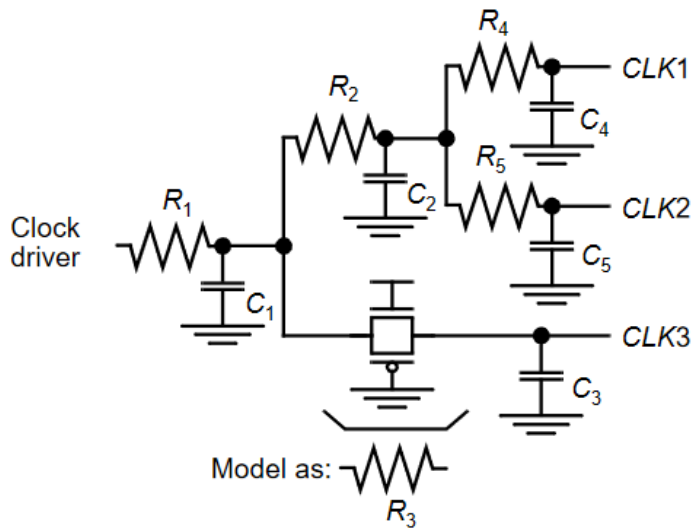 R4
CLK1
R2
C4
R5
C2
R1
Clock
driver
CLK2
C5
C1
CLK3
C3
Model as:
R3